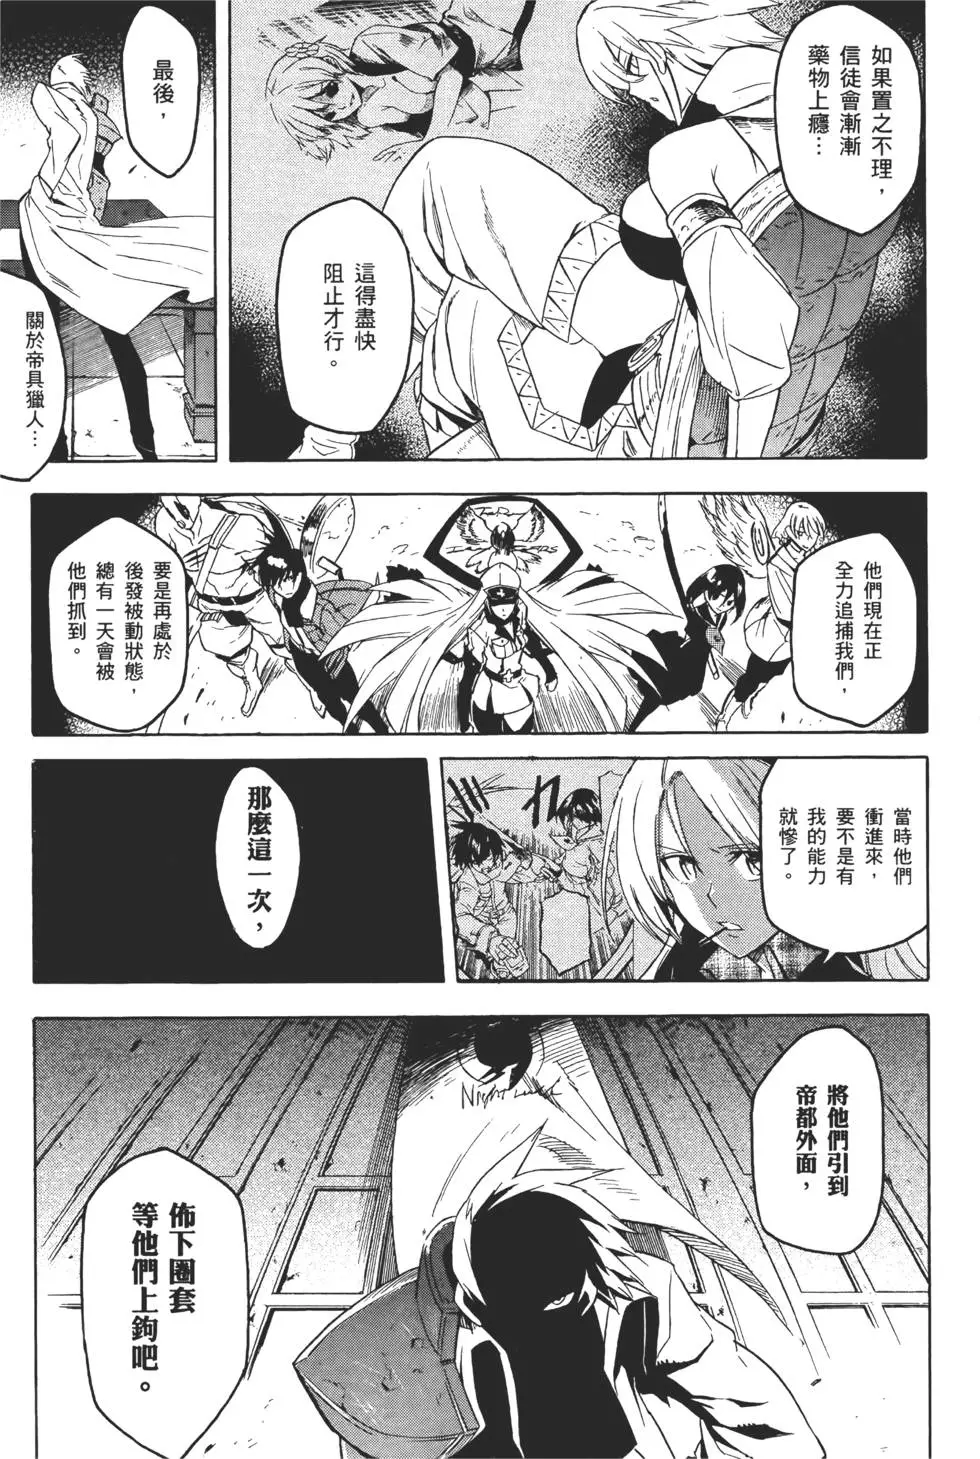 如果置之不理，
信徒會漸漸
藥物上癮…
這得盡快
阻止才行。
最後，
關於帝具獵人…
他們現在正
全力追捕我們，
要是再處於
後發被動狀態，
總有一天會被
他們抓到。
當時他們
衝進來，
要不是有
我的能力
就慘了。
那麼這一次，
將他們引到
帝都外面，
佈下圈套
等他們上鉤吧。